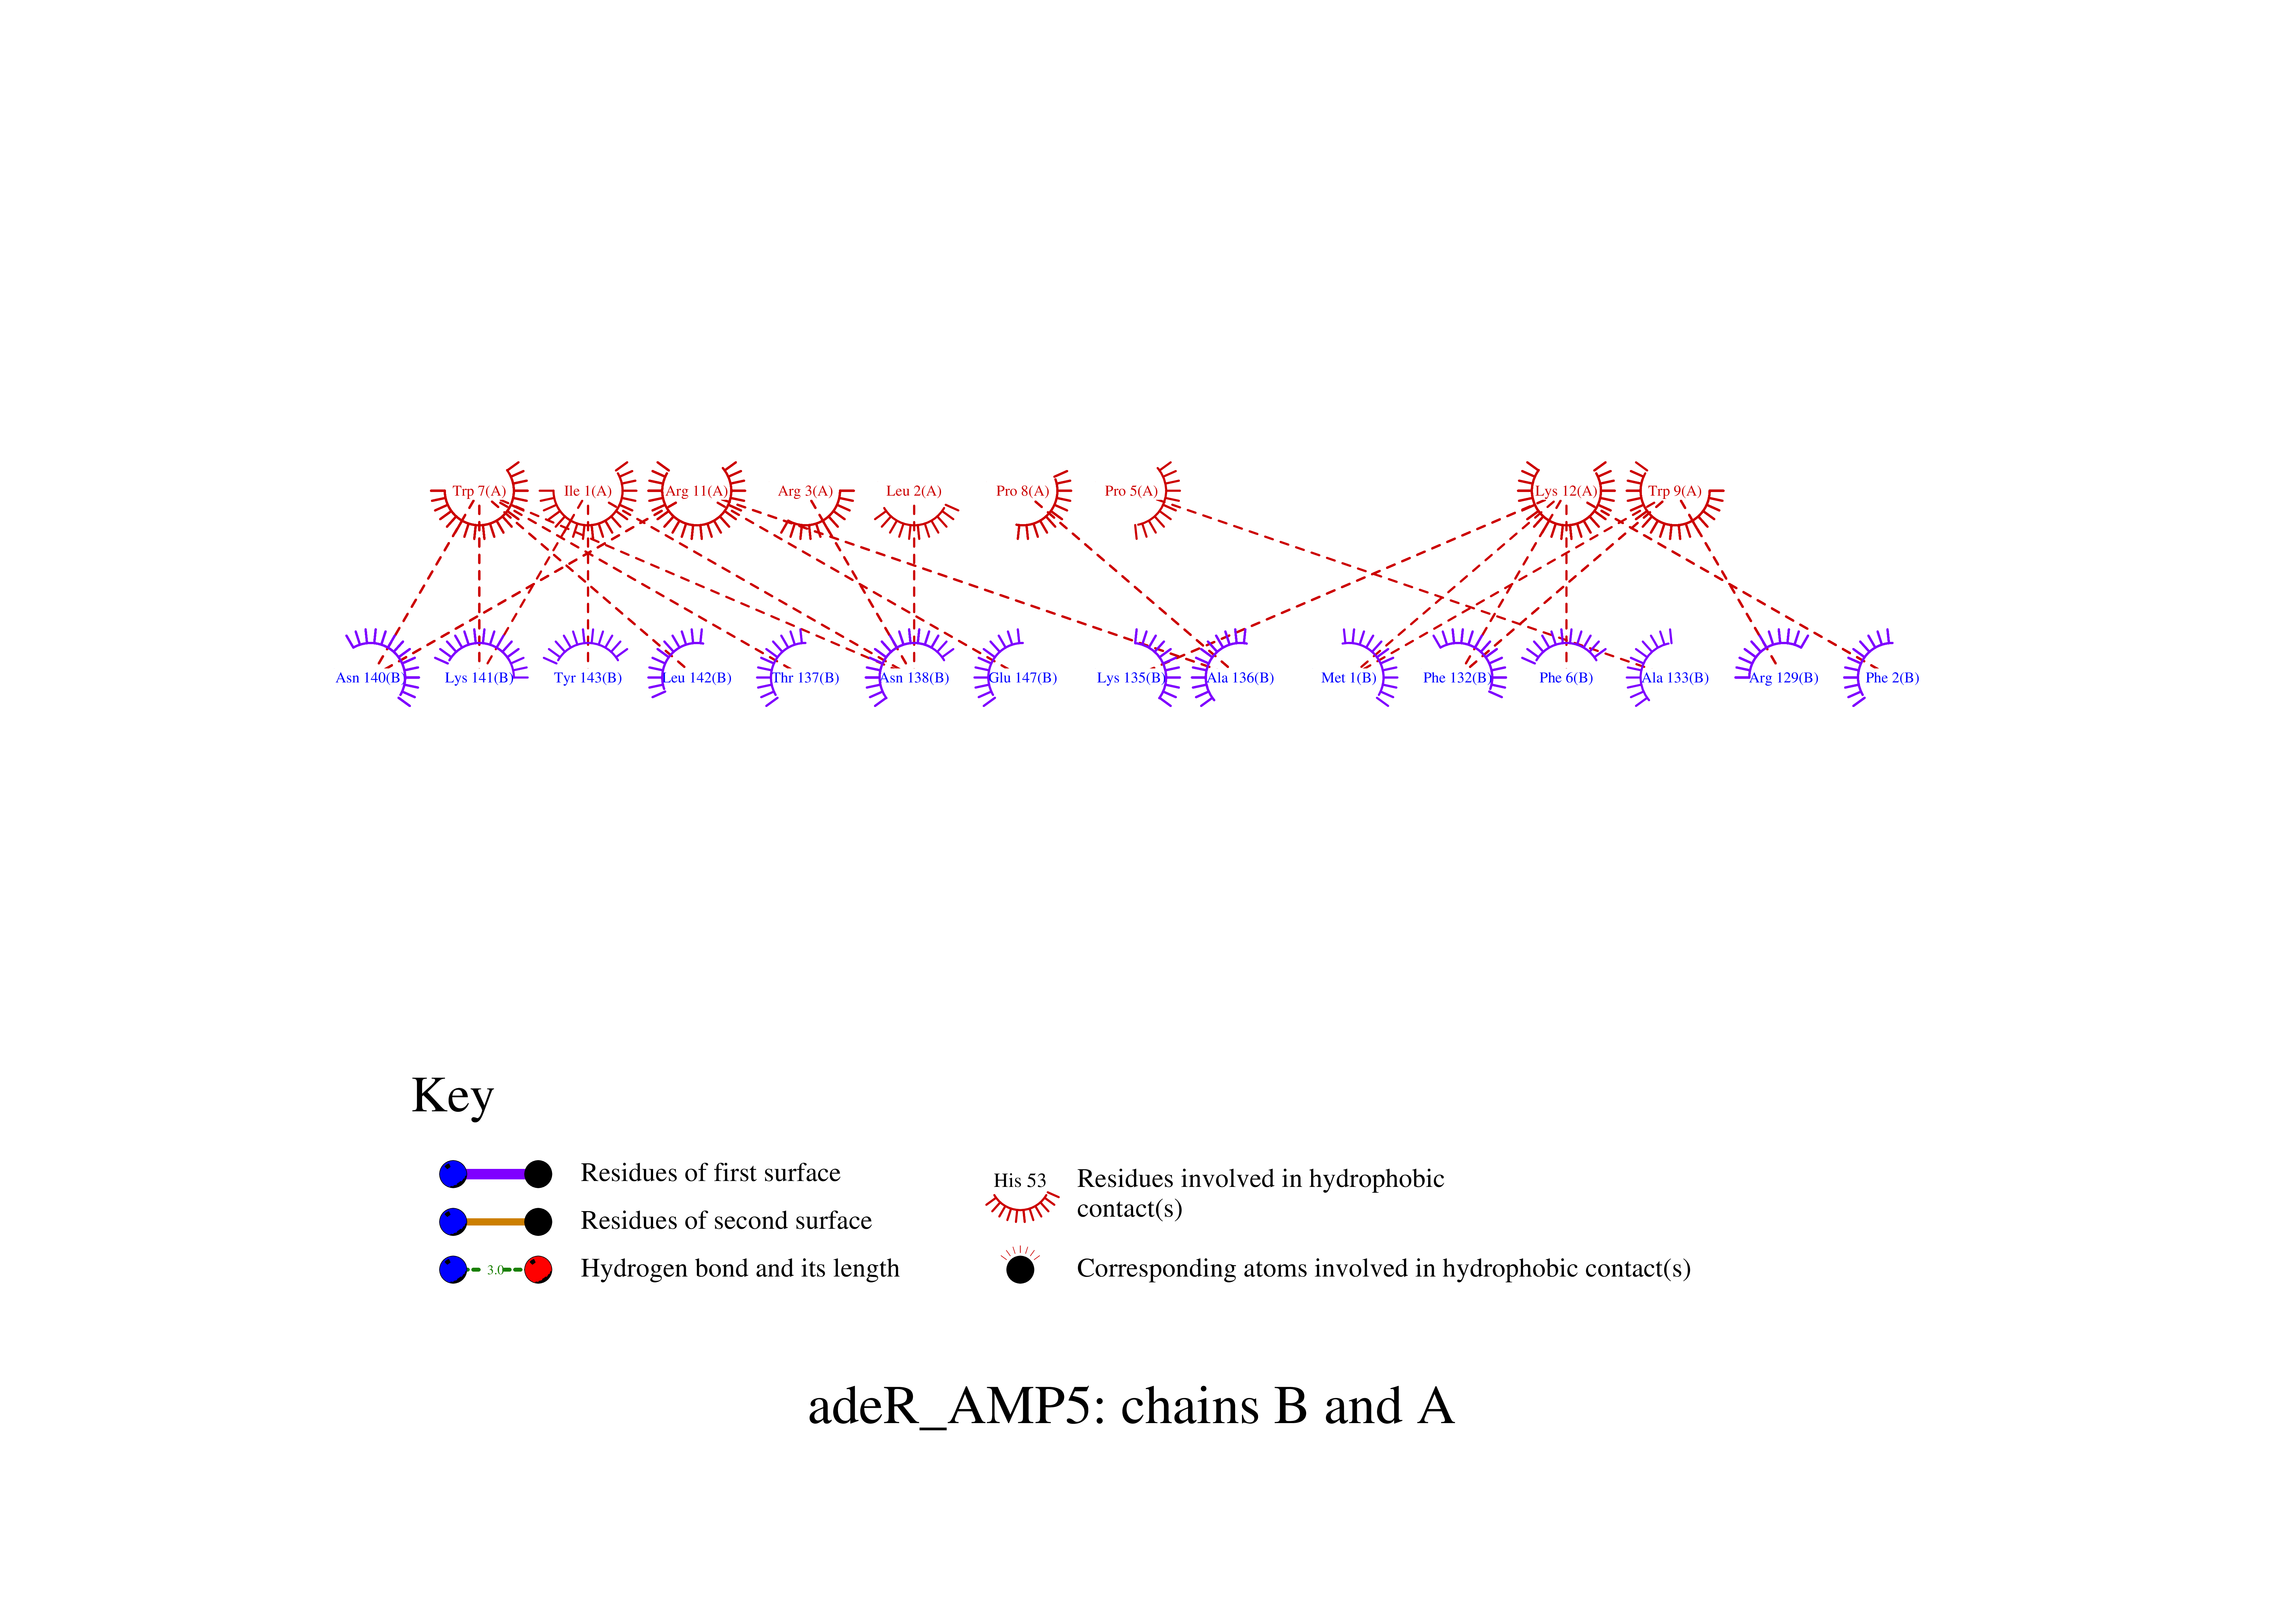 Trp 7(A) Ile 1(A) Arg 11(A) Arg 3(A) Leu 2(A) Pro 8(A) Pro 5(A) Lys 12(A) Trp 9(A)
Asn 140(B) Lys 141(B) Tyr 143(B) Leu 142(B) Thr 137(B) Asn 138(B) Glu 147(B) Lys 135(B) Ala 136(B) Met 1(B) Phe 132(B) Phe 6(B) Ala 133(B) Arg 129(B) Phe 2(B)
Key
Residues of first surface
Residues of second surface
3.0 Hydrogen bond and its length
His 53 Residues involved in hydrophobic
contact(s)
Corresponding atoms involved in hydrophobic contact(s)
adeR_AMP5: chains B and A